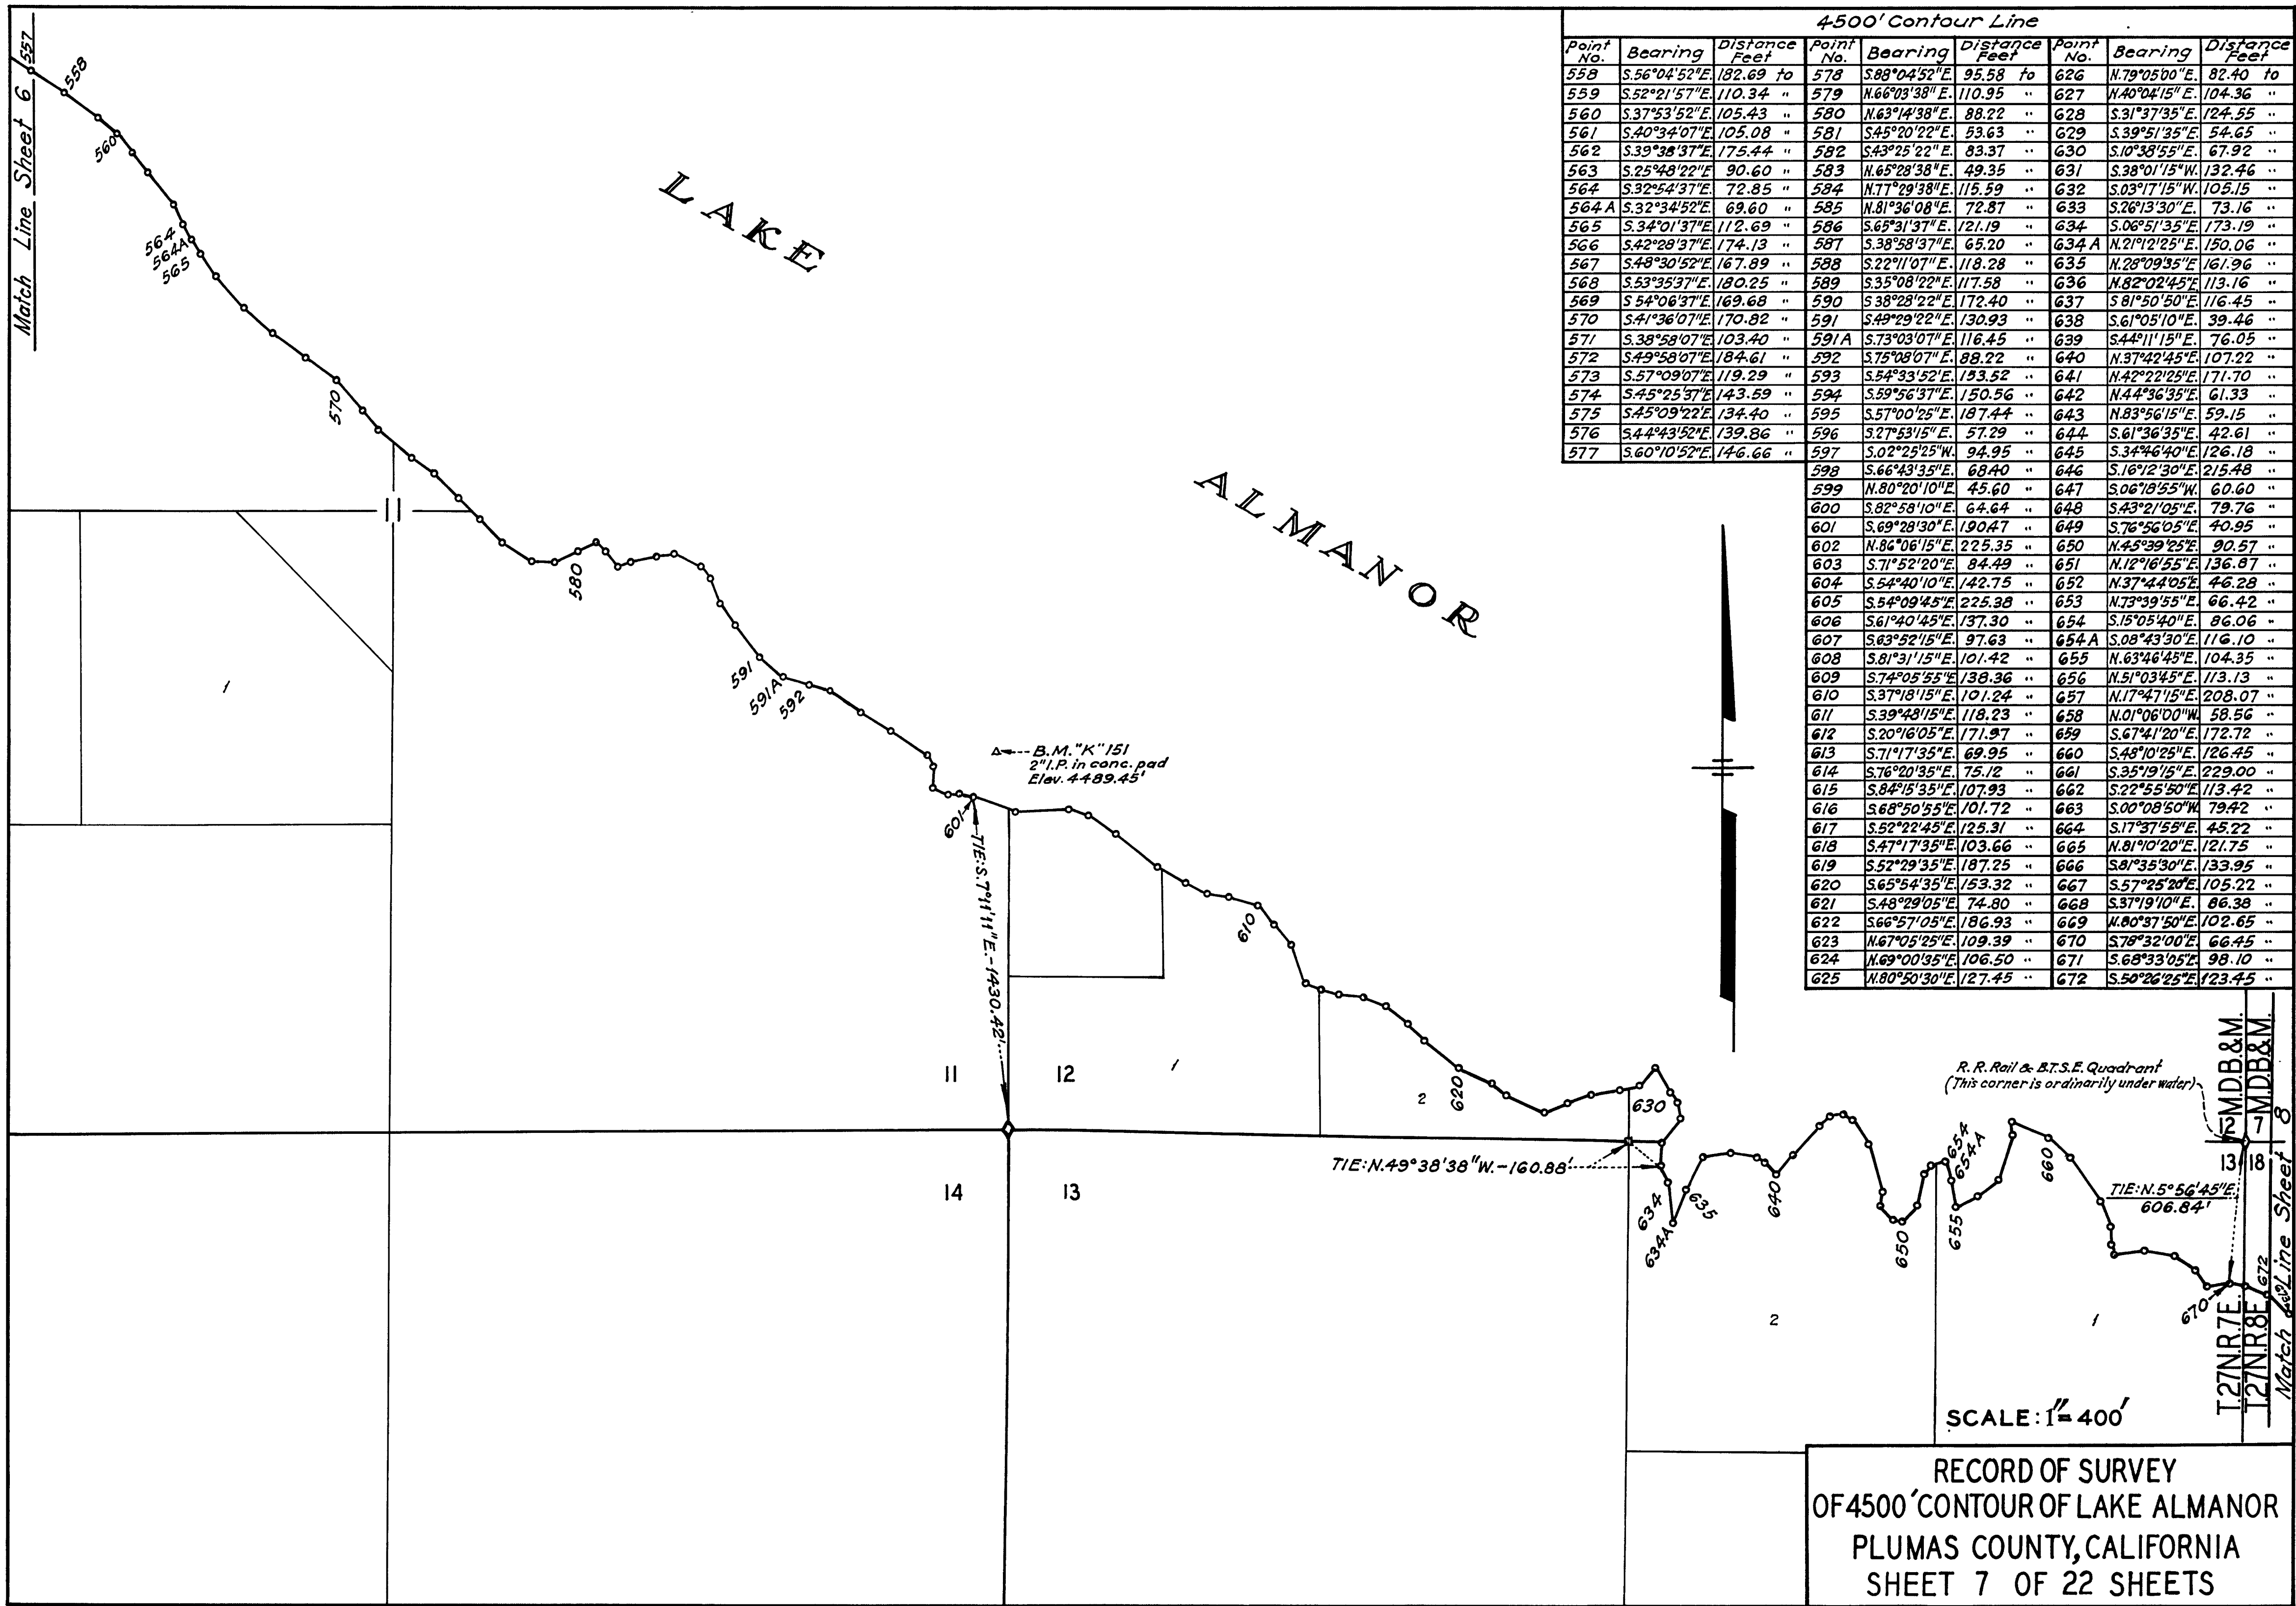 4500' Contour Line
Point No. Bearing Distance Feet Point No. Bearing Distance Feet Point No. Bearing Distance Feet
558 S.56°04'52"E. 182.69 to 578 S.88°04'52"E. 95.58 to 626 N.79°05'00"E. 82.40 to
559 S.52°21'57"E. 110.34 " 579 N.66°03'38"E. 110.95 " 627 N.40°04'15"E. 104.36 "
560 S.37°53'52"E. 105.43 " 580 N.63°14'38"E. 88.22 " 628 S.31°37'35"E. 124.55 "
561 S.40°34'07"E. 105.08 " 581 S.45°20'22"E. 53.63 " 629 S.39°51'35"E. 54.65 "
562 S.39°38'37"E. 175.44 " 582 S.43°25'22"E. 83.37 " 630 S.10°38'55"E. 67.92 "
563 S.25°48'22"E 90.60 " 583 N.65°28'38"E. 49.35 " 631 S.38°01'15"W. 132.46 "
564 S.32°54'37"E. 72.85 " 584 N.77°29'38"E. 115.59 " 632 S.03°17'15"W. 105.15 "
564A S.32°34'52"E. 69.60 " 585 N.81°36'08"E. 72.87 " 633 S.26°13'30"E. 73.16 "
565 S.34°01'37"E. 112.69 " 586 S.65°31'37"E. 121.19 " 634 S.06°51'35"E. 173.19 "
566 S.42°28'37"E. 174.13 " 587 S.38°58'37"E. 65.20 " 634A N.21°12'25"E. 150.06 "
567 S.48°30'52"E. 167.89 " 588 S.22°11'07"E. 118.28 " 635 N.28°09'35"E 161.96 "
568 S.53°35'37"E. 180.25 " 589 S.35°08'22"E. 117.58 " 636 N.82°02'45"E. 113.16 "
569 S 54°06'37"E. 169.68 " 590 S 38°28'22"E. 172.40 " 637 S 81°50'50"E. 116.45 "
570 S.41°36'07"E. 170.82 " 591 S.49°29'22"E. 130.93 " 638 S.61°05'10"E. 39.46 "
571 S.38°58'07"E. 103.40 " 591A S.73°03'07"E. 116.45 " 639 S.44°11'15"E. 76.05 "
572 S.49°58'07"E. 184.61 " 592 S.75°08'07"E. 88.22 " 640 N.37°42'45"E. 107.22 "
573 S.57°09'07"E. 119.29 " 593 S.54°33'52"E. 153.52 " 641 N.42°22'25"E. 171.70 "
574 S.45°25'37"E. 143.59 " 594 S.59°56'37"E. 150.56 " 642 N.44°36'35"E. 61.33 "
575 S.45°09'22"E. 134.40 " 595 S.57°00'25"E. 187.44 " 643 N.83°56'15"E. 59.15 "
576 S.44°43'52"E. 139.86 " 596 S.27°53'15"E. 57.29 " 644 S.61°36'35"E. 42.61 "
577 S.60°10'52"E. 146.66 " 597 S.02°25'25"W. 94.95 " 645 S.34°46'40"E. 126.18 "
598 S.66°43'35"E. 68.40 " 646 S.16°12'30"E. 215.48 "
599 N.80°20'10"E. 45.60 " 647 S.06°18'55"W. 60.60 "
600 S.82°58'10"E. 64.64 " 648 S.43°21'05"E. 79.76 "
601 S.69°28'30"E. 190.47 " 649 S.76°56'05"E. 40.95 "
602 N.86°06'15"E. 225.35 " 650 N.45°39'25"E. 90.57 "
603 S.71°52'20"E. 84.49 " 651 N.12°16'55"E. 136.87 "
604 S.54°40'10"E. 142.75 " 652 N.37°44'05"E. 46.28 "
605 S.54°09'45"E. 225.38 " 653 N.73°39'55"E. 66.42 "
606 S.61°40'45"E. 137.30 " 654 S.15°05'40"E. 86.06 "
607 S.63°52'15"E. 97.63 " 654A S.08°43'30"E. 116.10 "
608 S.81°31'15"E. 101.42 " 655 N.63°46'45"E. 104.35 "
609 S.74°05'55"E. 138.36 " 656 N.51°03'45"E. 113.13 "
610 S.37°18'15"E. 101.24 " 657 N.17°47'15"E. 208.07 "
611 S.39°48'15"E. 118.23 " 658 N.01°06'00"W. 58.56 "
612 S.20°16'05"E. 171.97 " 659 S.67°41'20"E. 172.72 "
613 S.71°17'35"E. 69.95 " 660 S.48°10'25"E. 126.45 "
614 S.76°20'35"E. 75.12 " 661 S.35°19'15"E. 229.00 "
615 S.84°15'35"E. 107.93 " 662 S.22°55'50"E. 113.42 "
616 S.68°50'55"E. 101.72 " 663 S.00°08'50"W. 79.42 "
617 S.52°22'45"E. 125.31 " 664 S.17°37'55"E. 45.22 "
618 S.47°17'35"E. 103.66 " 665 N.81°10'20"E. 121.75 "
619 S.52°29'35"E. 187.25 " 666 S.81°35'30"E. 133.95 "
620 S.65°54'35"E. 153.32 " 667 S.57°25'20"E. 105.22 "
621 S.48°29'05"E. 74.80 " 668 S.37°19'10"E. 86.38 "
622 S.66°57'05"E. 186.93 " 669 N.80°37'50"E. 102.65 "
623 N.67°05'25"E. 109.39 " 670 S.78°32'00"E. 66.45 "
624 N.69°00'35"E. 106.50 " 671 S.68°33'05"E. 98.10 "
625 N.80°50'30"E. 127.45 " 672 S.50°26'25"E. 123.45 "
Match Line Sheet 6
557
558
560
564
564A
565
570
LAKE
ALMANOR
11
580
1
591
591A
592
B.M."K" 151
2"I.P. in conc. pad
Elev. 4489.45'
601
TIE: S.7°11'11"E.-1430.42'
610
11
12
1
2
620
630
R.R. Rail & B.T.S.E. Quadrant
(This corner is ordinarily under water)
12 M.D.B.&M.
7 M.D.B.&M.
13
18
TIE: N.49°38'38"W.-160.88'
14
13
634
634A
635
640
650
654
654A
655
660
TIE: N.5°56'45"E.
606.84'
670
672
2
1
T.27N.R.7E.
T.27N.R.8E.
Match Line Sheet 8
SCALE: 1"=400'
RECORD OF SURVEY
OF 4500' CONTOUR OF LAKE ALMANOR
PLUMAS COUNTY, CALIFORNIA
SHEET 7 OF 22 SHEETS